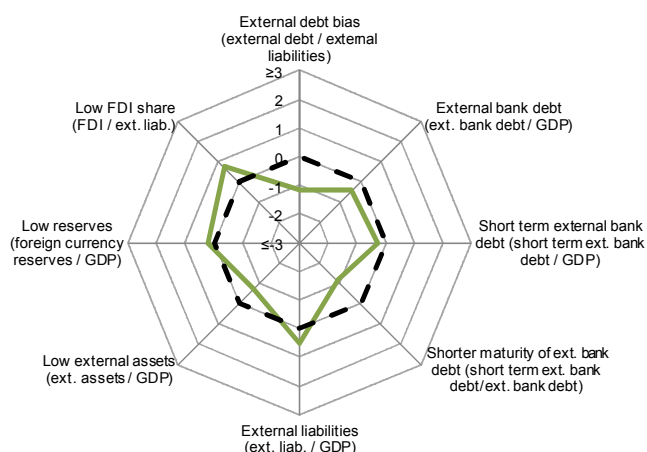 External debt bias
(external debt / external
liabilities)
≥3
2
1
0
-1
-2
≤-3
Low FDI share
(FDI / ext. liab.)
External bank debt
(ext. bank debt / GDP)
Low reserves
(foreign currency
reserves / GDP)
Short term external bank
debt (short term ext. bank
debt / GDP)
Low external assets
(ext. assets / GDP)
Shorter maturity of ext. bank
debt (short term ext. bank
debt/ext. bank debt)
External liabilities
(ext. liab. / GDP)